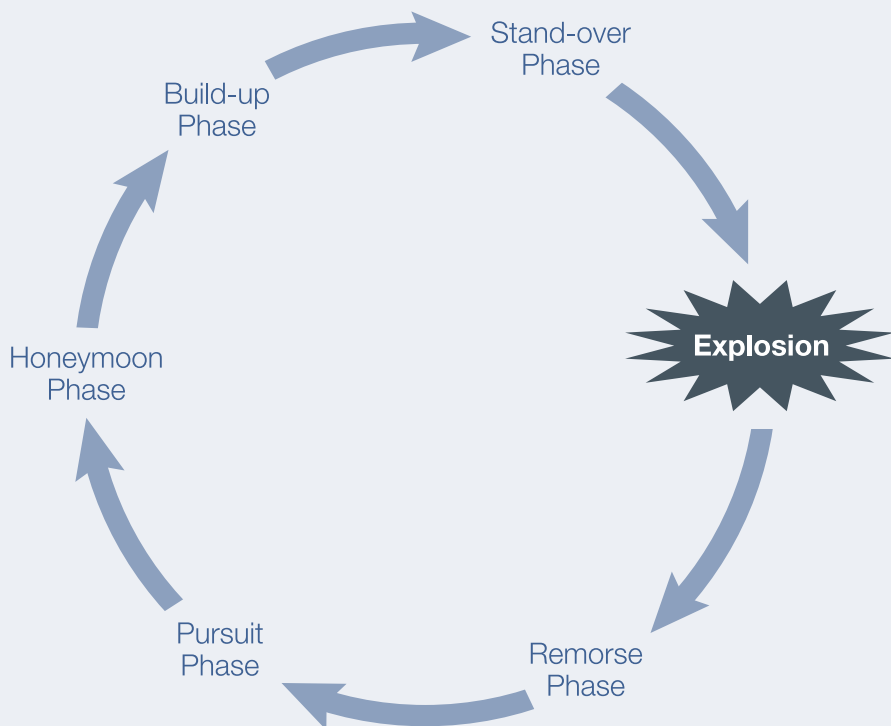 Stand-over
Phase
Build-up
Phase
Explosion
Honeymoon
Phase
Pursuit
Phase
Remorse
Phase